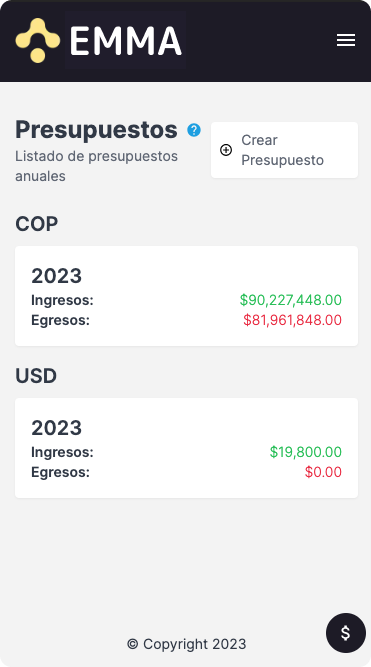 EMMA
Presupuestos
Listado de presupuestos
anuales
Crear
Presupuesto
COP
2023
Ingresos: $90,227,448.00
Egresos: $81,961,848.00
USD
2023
Ingresos: $19,800.00
Egresos: $0.00
© Copyright 2023
$